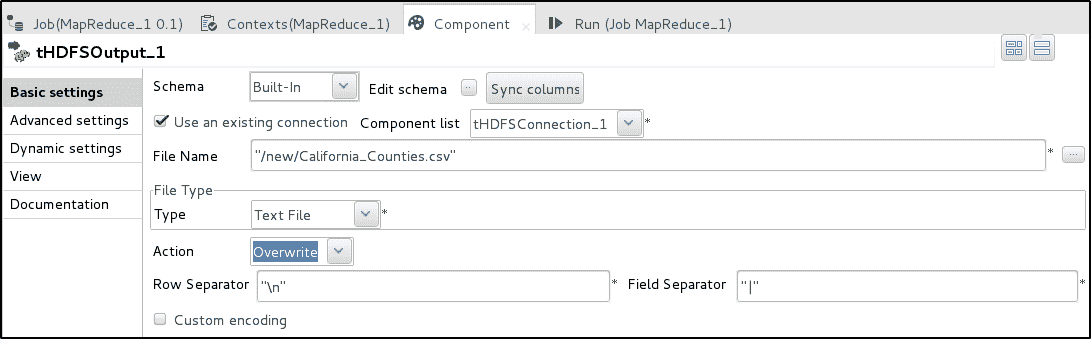 Job(MapReduce_1 0.1) Contexts(MapReduce_1) Component Run (Job MapReduce_1)
tHDFSOutput_1
Basic settings
Advanced settings
Dynamic settings
View
Documentation
Schema Built-In Edit schema ... Sync columns
Use an existing connection Component list tHDFSConnection_1 *
File Name "/new/California_Counties.csv" * ...
File Type
Type Text File *
Action Overwrite
Row Separator "\n" * Field Separator "|" *
Custom encoding